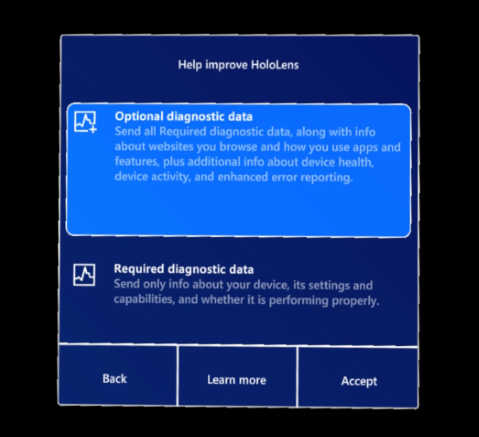 Help improve HoloLens
Optional diagnostic data
Send all Required diagnostic data, along with info
about websites you browse and how you use apps and
features, plus additional info about device health,
device activity, and enhanced error reporting.
Required diagnostic data
Send only info about your device, its settings and
capabilities, and whether it is performing properly.
Back
Learn more
Accept